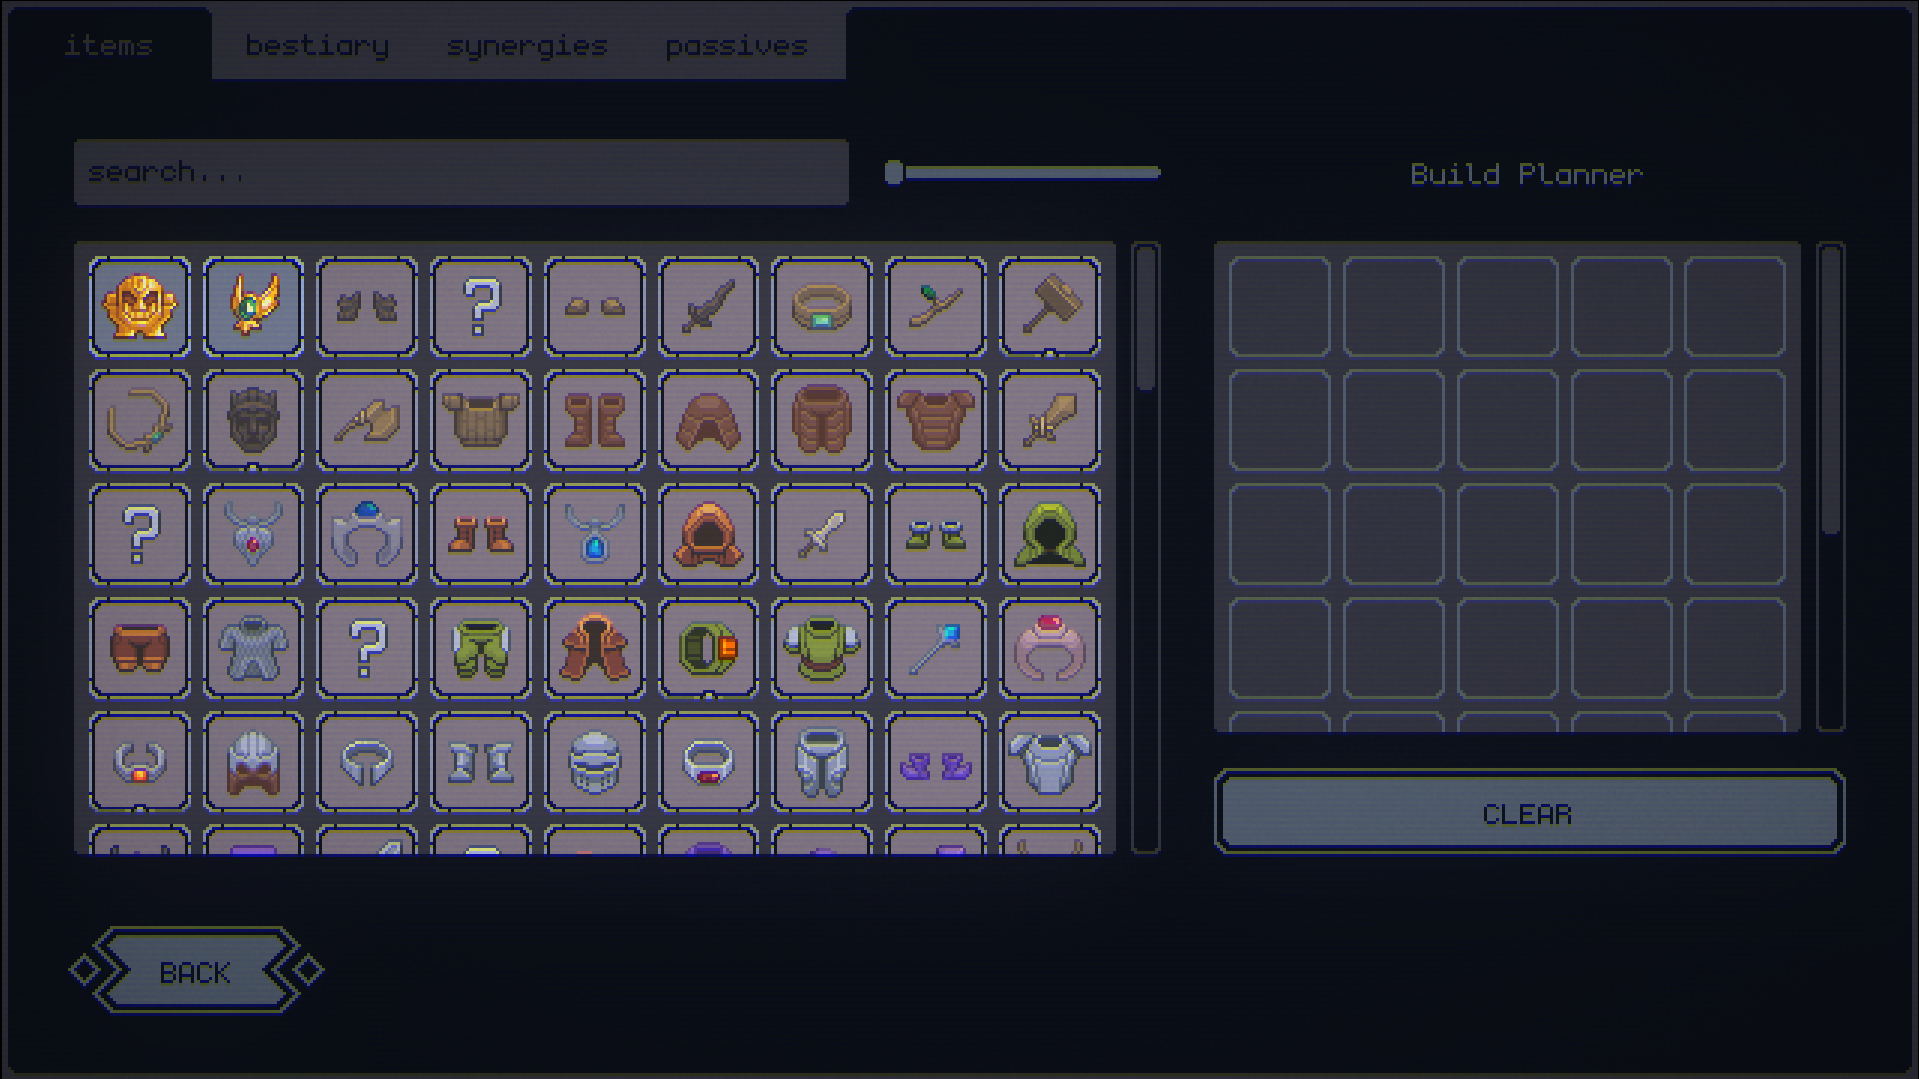 items bestiary synergies passives
search...
Build Planner
?
?
?
CLEAR
BACK